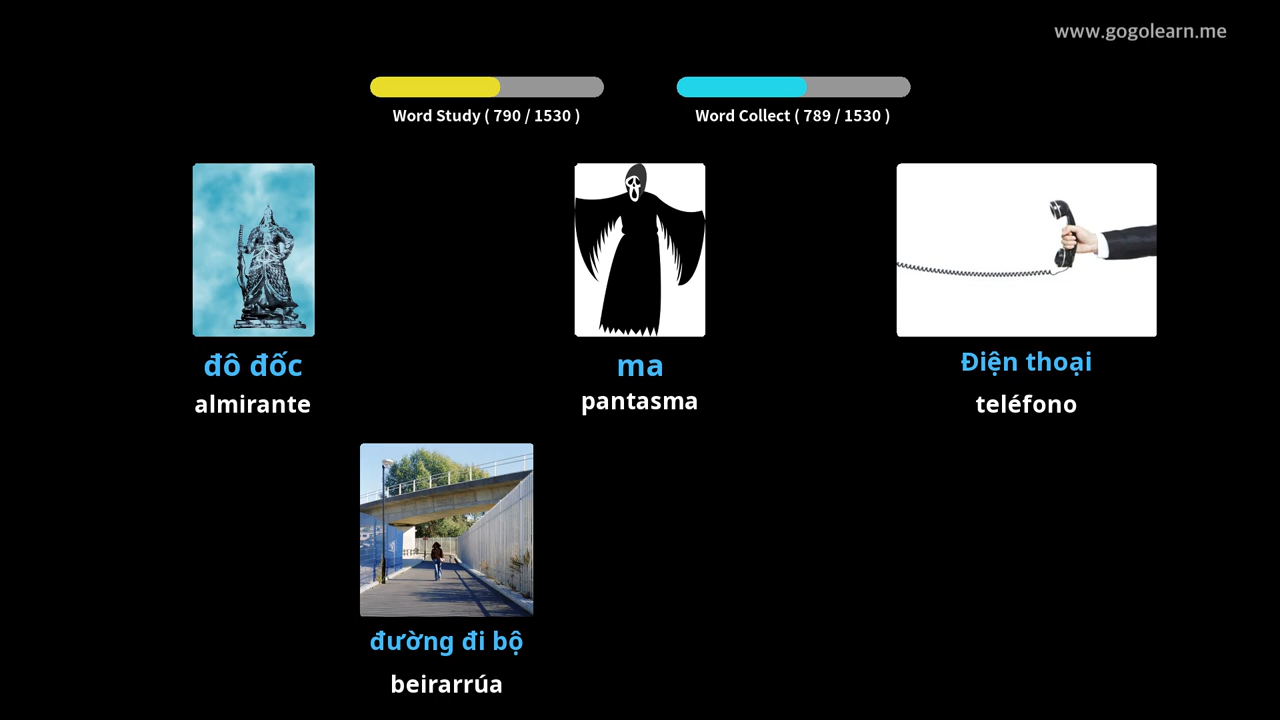 www.gogolearn.me
Word Study ( 790 / 1530 )
Word Collect ( 789 / 1530 )
đô đốc
almirante
ma
pantasma
Điện thoại
teléfono
đường đi bộ
beirarrúa